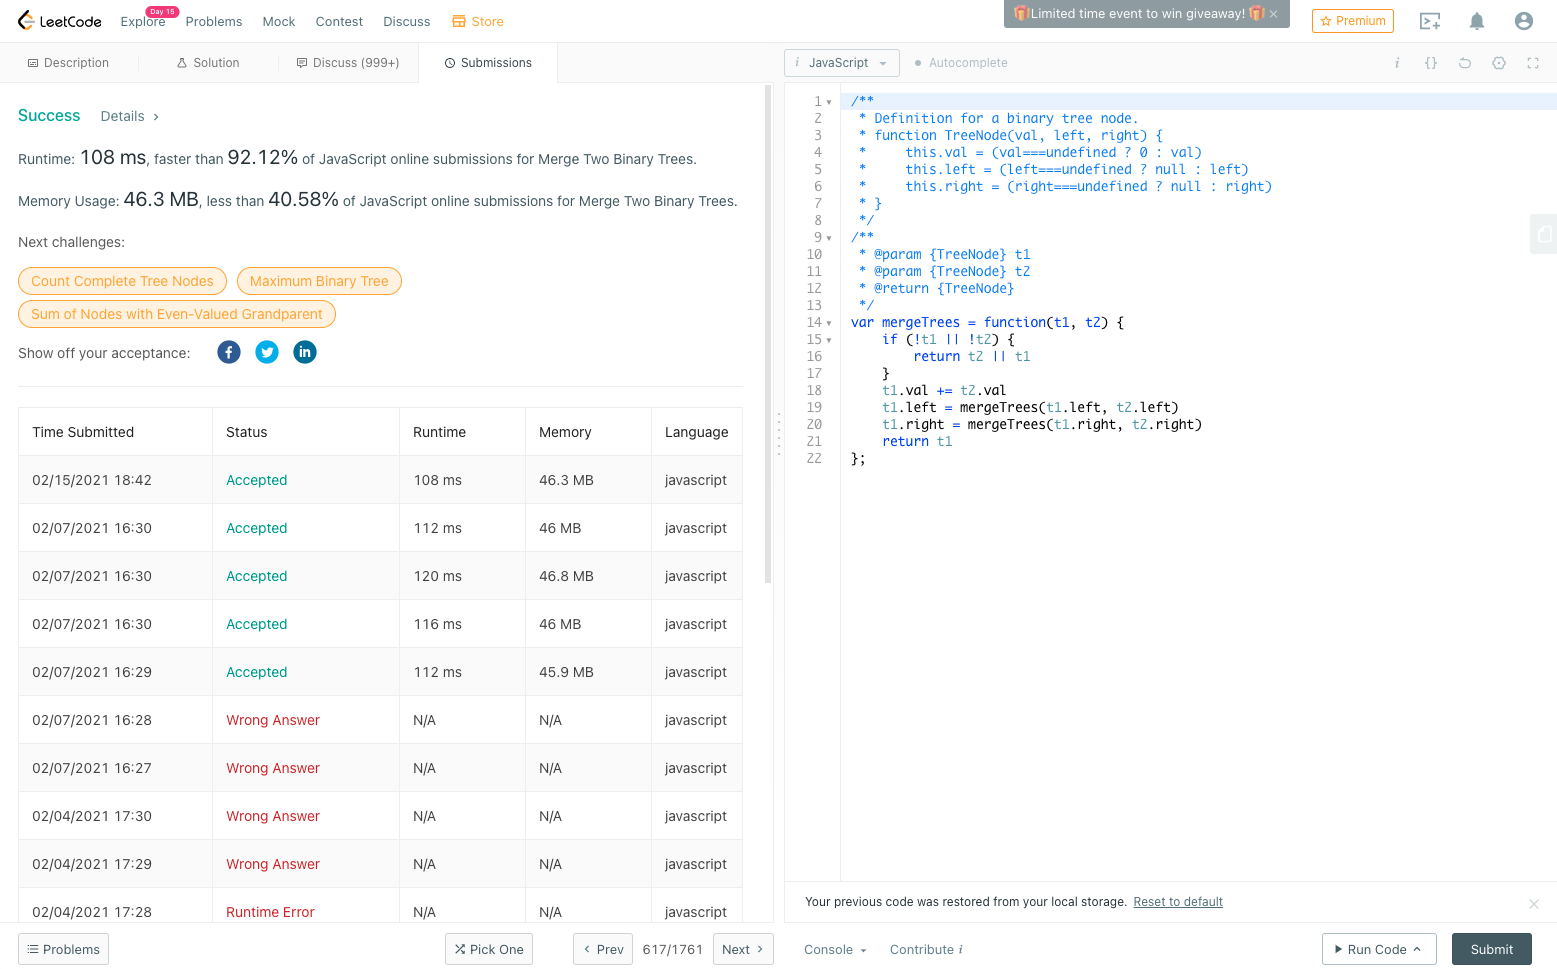 LeetCode
Explore
Day 15
Problems
Mock
Contest
Discuss
Store
Limited time event to win giveaway!
Premium
Description
Solution
Discuss (999+)
Submissions
i JavaScript
Autocomplete
i {}
Success
Details
Runtime: 108 ms, faster than 92.12% of JavaScript online submissions for Merge Two Binary Trees.
Memory Usage: 46.3 MB, less than 40.58% of JavaScript online submissions for Merge Two Binary Trees.
Next challenges:
Count Complete Tree Nodes
Maximum Binary Tree
Sum of Nodes with Even-Valued Grandparent
Show off your acceptance:
f
in
Time Submitted Status Runtime Memory Language
02/15/2021 18:42 Accepted 108 ms 46.3 MB javascript
02/07/2021 16:30 Accepted 112 ms 46 MB javascript
02/07/2021 16:30 Accepted 120 ms 46.8 MB javascript
02/07/2021 16:30 Accepted 116 ms 46 MB javascript
02/07/2021 16:29 Accepted 112 ms 45.9 MB javascript
02/07/2021 16:28 Wrong Answer N/A N/A javascript
02/07/2021 16:27 Wrong Answer N/A N/A javascript
02/04/2021 17:30 Wrong Answer N/A N/A javascript
02/04/2021 17:29 Wrong Answer N/A N/A javascript
02/04/2021 17:28 Runtime Error N/A N/A javascript
1 /**
2  * Definition for a binary tree node.
3  * function TreeNode(val, left, right) {
4  *     this.val = (val===undefined ? 0 : val)
5  *     this.left = (left===undefined ? null : left)
6  *     this.right = (right===undefined ? null : right)
7  * }
8  */
9 /**
10  * @param {TreeNode} t1
11  * @param {TreeNode} t2
12  * @return {TreeNode}
13  */
14 var mergeTrees = function(t1, t2) {
15     if (!t1 || !t2) {
16         return t2 || t1
17     }
18     t1.val += t2.val
19     t1.left = mergeTrees(t1.left, t2.left)
20     t1.right = mergeTrees(t1.right, t2.right)
21     return t1
22 };
Your previous code was restored from your local storage. Reset to default
Problems
Pick One
Prev
617/1761
Next
Console
Contribute i
Run Code
Submit